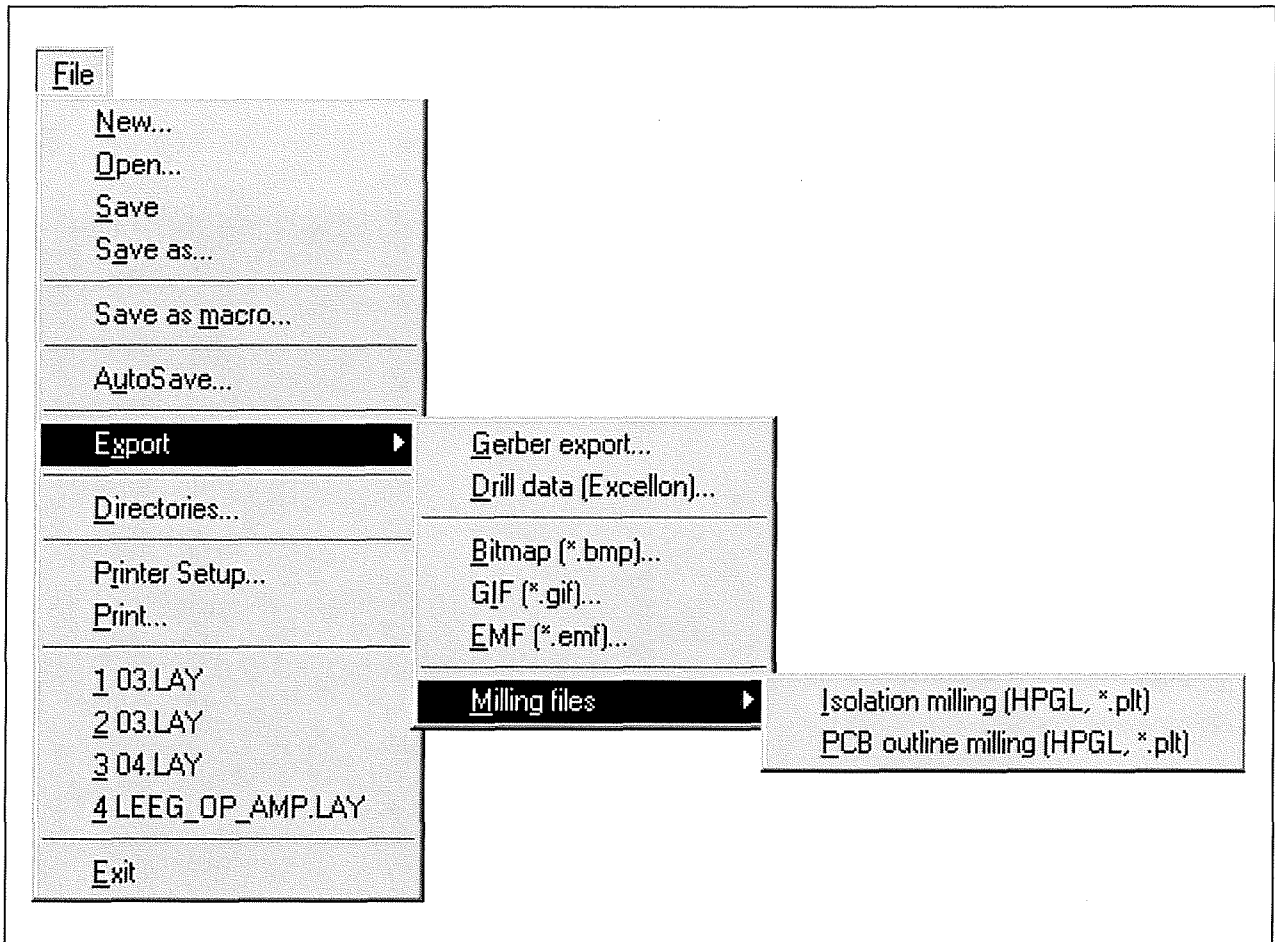 File
New...
Open...
Save
Save as...
Save as macro...
AutoSave...
Export
Directories...
Printer Setup...
Print...
1 03.LAY
2 03.LAY
3 04.LAY
4 LEEG_OP_AMP.LAY
Exit
Gerber export...
Drill data (Excellon)...
Bitmap (*.bmp)...
GIF (*.gif)...
EMF (*.emf)...
Milling files
Isolation milling (HPGL, *.plt)
PCB outline milling (HPGL, *.plt)